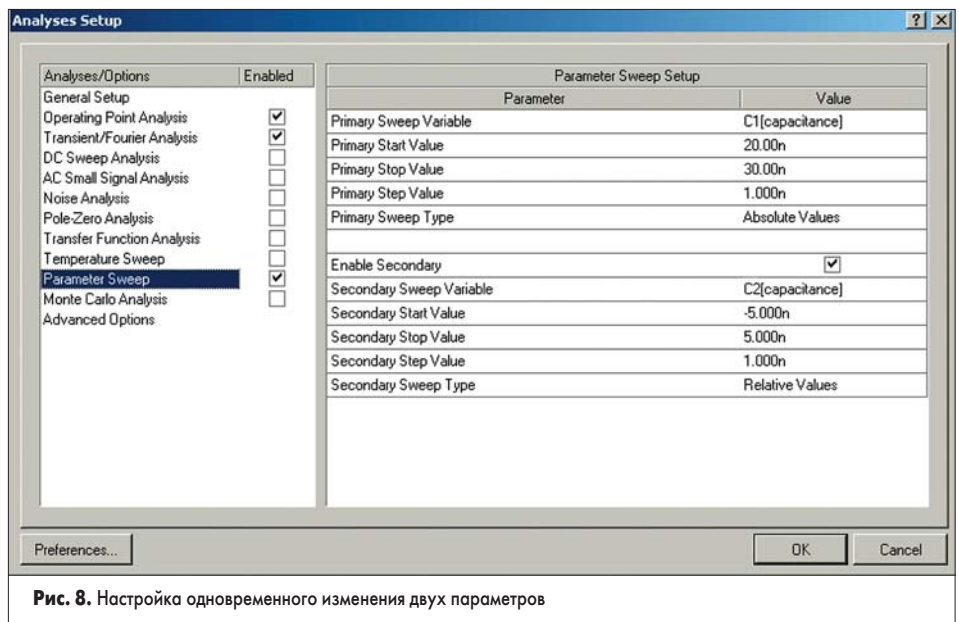 Analyses Setup
Analyses/Options Enabled
General Setup
Operating Point Analysis
Transient/Fourier Analysis
DC Sweep Analysis
AC Small Signal Analysis
Noise Analysis
Pole-Zero Analysis
Transfer Function Analysis
Temperature Sweep
Parameter Sweep
Monte Carlo Analysis
Advanced Options
Parameter Sweep Setup
Parameter Value
Primary Sweep Variable C1[capacitance]
Primary Start Value 20.00n
Primary Stop Value 30.00n
Primary Step Value 1.000n
Primary Sweep Type Absolute Values
Enable Secondary
Secondary Sweep Variable C2[capacitance]
Secondary Start Value -5.000n
Secondary Stop Value 5.000n
Secondary Step Value 1.000n
Secondary Sweep Type Relative Values
Preferences... OK Cancel
Рис. 8. Настройка одновременного изменения двух параметров